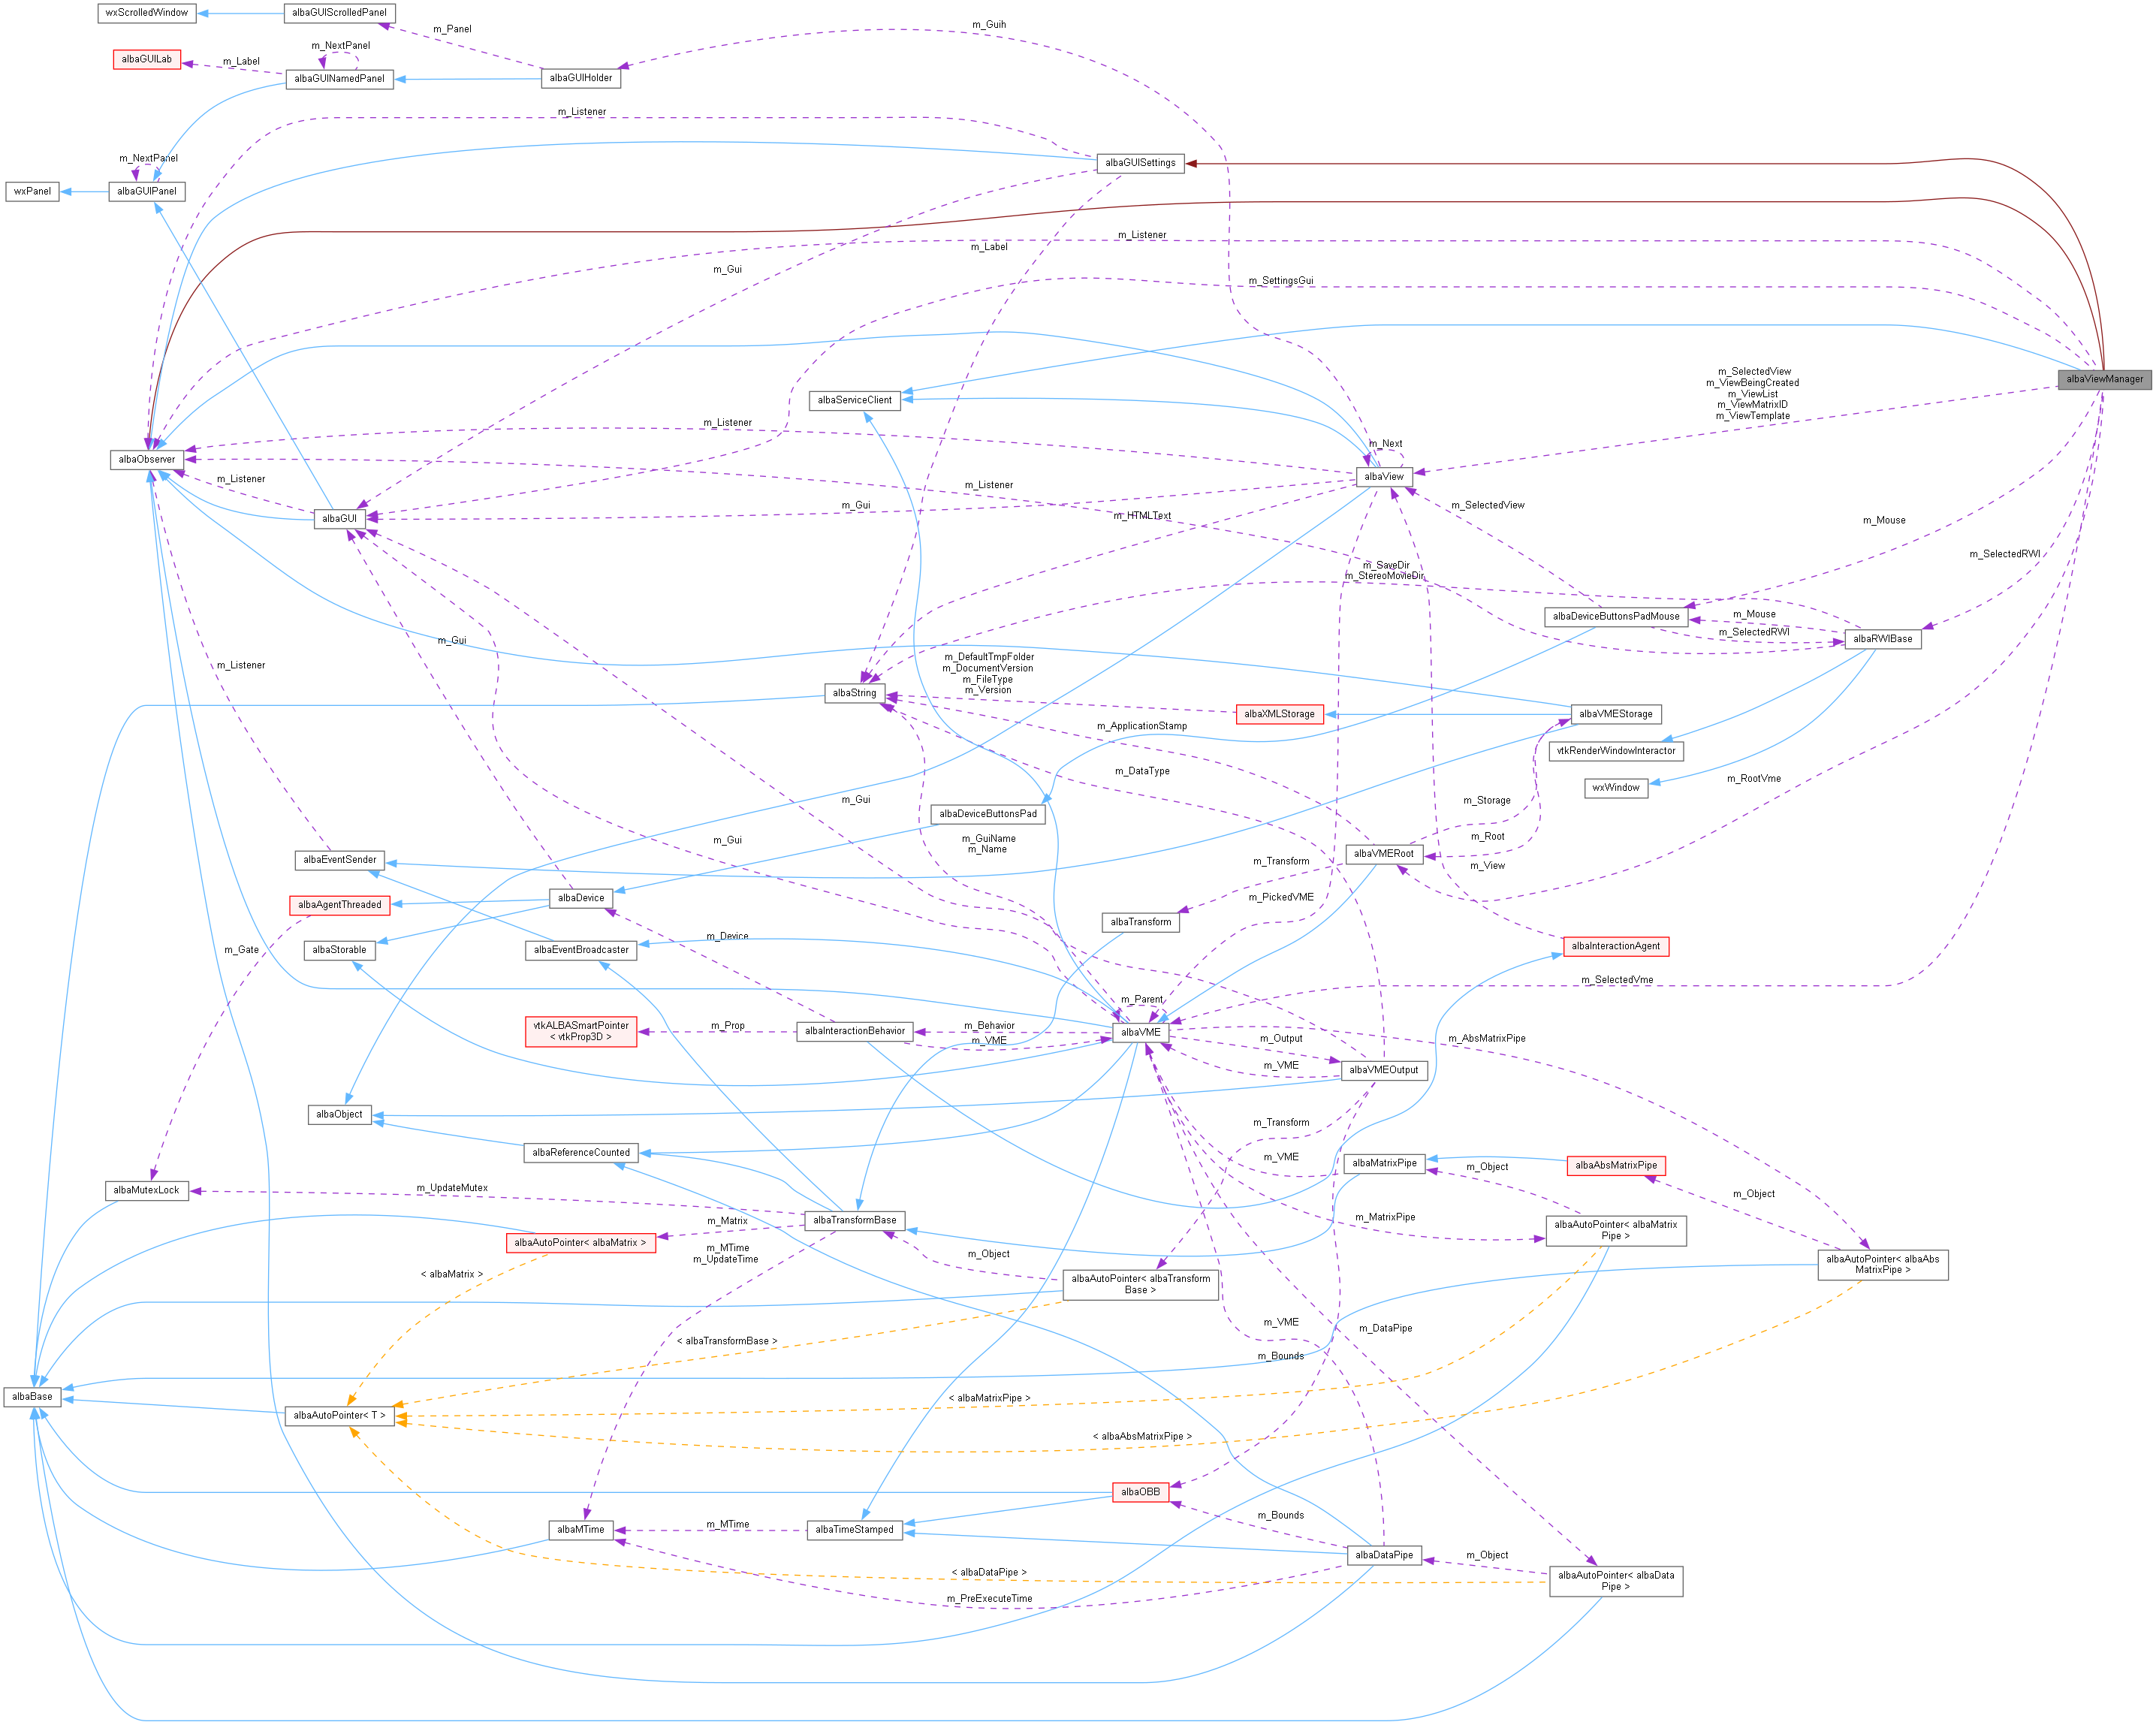 wxScrolledWindow
albaGUIScrolledPanel
m_Guih
m_Panel
m_NextPanel
albaGUILab
m_Label
albaGUINamedPanel
albaGUIHolder
m_Listener
m_NextPanel
albaGUISettings
wxPanel
albaGUIPanel
m_Listener
m_Label
m_Gui
m_SettingsGui
m_SelectedView
m_ViewBeingCreated
m_ViewList
m_ViewMatrixID
m_ViewTemplate
albaViewManager
albaServiceClient
m_Listener
m_Next
albaObserver
albaView
m_Listener
m_Listener
m_Gui
m_SelectedView
albaGUI
m_HTMLText
m_Mouse
m_SelectedRWI
m_SaveDir
m_StereoMovieDir
albaDeviceButtonsPadMouse
m_Mouse
m_SelectedRWI
albaRWIBase
m_Gui
m_Listener
m_DefaultTmpFolder
m_DocumentVersion
m_FileType
m_Version
albaString
albaXMLStorage
albaVMEStorage
m_ApplicationStamp
vtkRenderWindowInteractor
m_DataType
m_RootVme
wxWindow
m_Gui
m_Storage
albaDeviceButtonsPad
m_Gui
m_GuiName
m_Name
m_Root
albaVMERoot
albaEventSender
m_Transform
m_View
albaDevice
m_PickedVME
albaAgentThreaded
albaTransform
m_Device
albaStorable
albaEventBroadcaster
m_Gate
albaInteractionAgent
m_SelectedVme
m_Parent
vtkALBASmartPointer
< vtkProp3D >
m_Prop
albaInteractionBehavior
m_Behavior
m_VME
albaVME
m_Output
m_AbsMatrixPipe
m_VME
albaVMEOutput
albaObject
m_Transform
albaReferenceCounted
m_VME
albaMatrixPipe
m_Object
albaAbsMatrixPipe
albaMutexLock
m_UpdateMutex
m_Object
m_Matrix
albaTransformBase
m_MatrixPipe
albaAutoPointer< albaMatrix
Pipe >
albaAutoPointer< albaMatrix >
m_MTime
m_UpdateTime
m_Object
albaAutoPointer< albaAbs
MatrixPipe >
< albaMatrix >
albaAutoPointer< albaTransform
Base >
m_VME
m_DataPipe
< albaTransformBase >
m_Bounds
albaBase
< albaMatrixPipe >
albaAutoPointer< T >
< albaAbsMatrixPipe >
albaOBB
m_Bounds
albaMTime
m_MTime
albaTimeStamped
albaDataPipe
m_Object
< albaDataPipe >
albaAutoPointer< albaData
Pipe >
m_PreExecuteTime